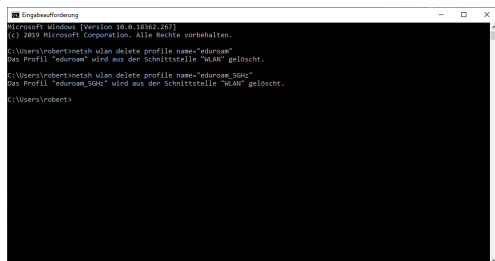 Eingabeaufforderung
Microsoft Windows [Version 10.0.18362.267]
(c) 2019 Microsoft Corporation. Alle Rechte vorbehalten.
C:\Users\robert>netsh wlan delete profile name="eduroam"
Das Profil "eduroam" wird aus der Schnittstelle "WLAN" gelöscht.
C:\Users\robert>netsh wlan delete profile name="eduroam_5GHz"
Das Profil "eduroam_5GHz" wird aus der Schnittstelle "WLAN" gelöscht.
C:\Users\robert>